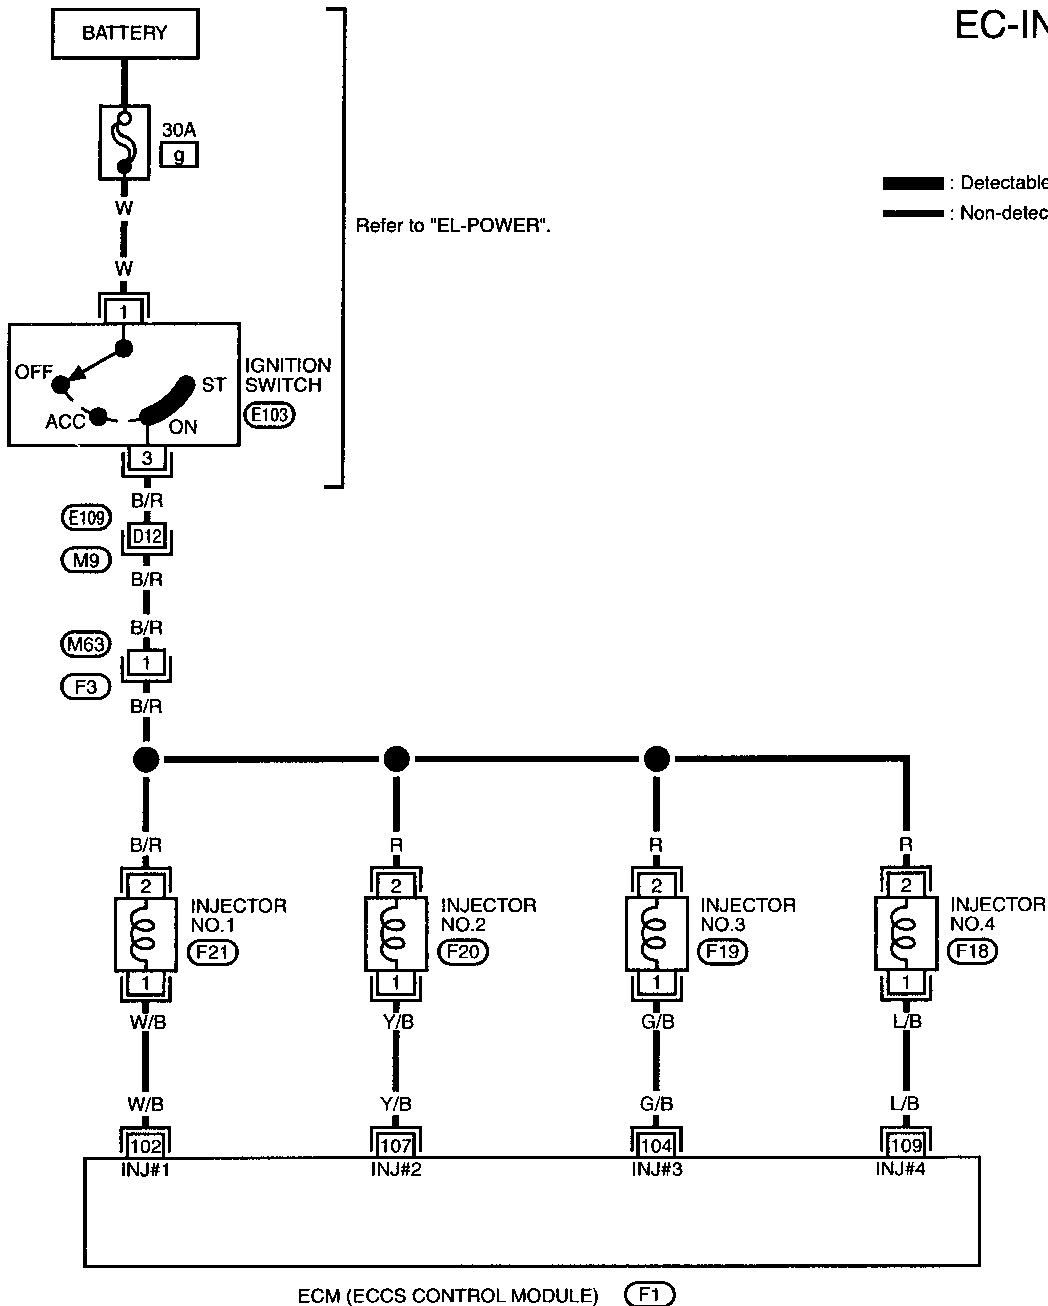 EC-IN
BATTERY
30A
g
: Detectable
: Non-detec
W
Refer to "EL-POWER".
W
1
OFF
ACC
ON
ST
IGNITION
SWITCH
E103
3
B/R
E109
D12
M9
B/R
B/R
M63
1
F3
B/R
B/R R R R
2 2 2 2
INJECTOR
NO.1
F21
INJECTOR
NO.2
F20
INJECTOR
NO.3
F19
INJECTOR
NO.4
F18
1 1 1 1
W/B Y/B G/B L/B
W/B Y/B G/B L/B
102 107 104 109
INJ#1 INJ#2 INJ#3 INJ#4
ECM (ECCS CONTROL MODULE) F1